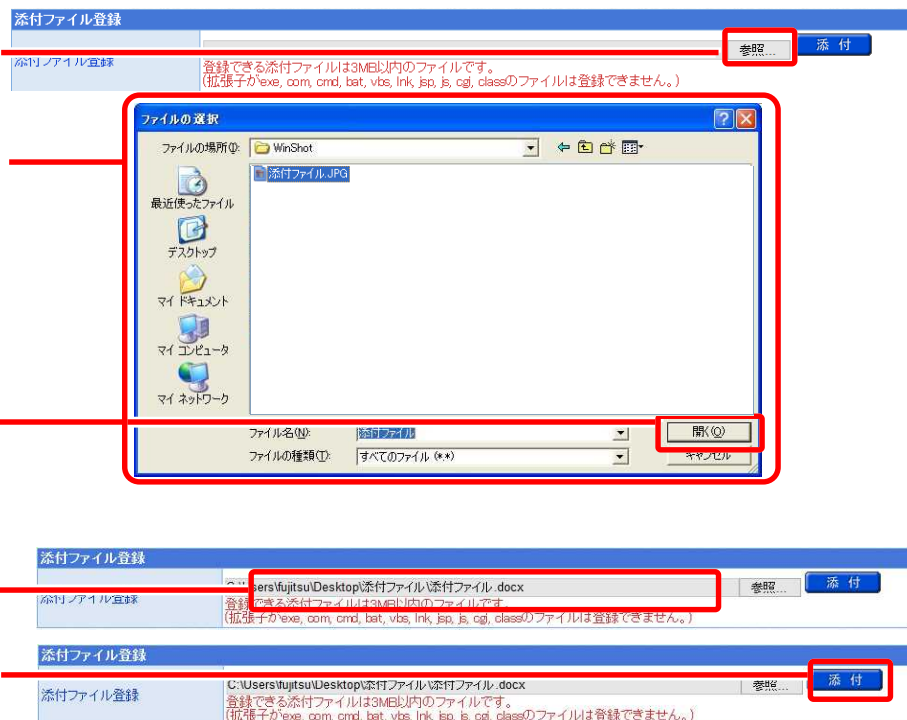 添付ファイル登録
参照...
添 付
添付ファイル登録
登録できる添付ファイルは3MB以内のファイルです。
(拡張子がexe, com, cmd, bat, vbs, lnk, jsp, js, cgi, classのファイルは登録できません。)
ファイルの選択
ファイルの場所(I):
WinShot
添付ファイル.JPG
最近使ったファイル
デスクトップ
マイ ドキュメント
マイ コンピュータ
マイ ネットワーク
ファイル名(N):
添付ファイル
開く(O)
ファイルの種類(T):
すべてのファイル (*.*)
キャンセル
添付ファイル登録
C:\Users\fujitsu\Desktop\添付ファイル\添付ファイル.docx
参照...
添 付
添付ファイル登録
登録できる添付ファイルは3MB以内のファイルです。
(拡張子がexe, com, cmd, bat, vbs, lnk, jsp, js, cgi, classのファイルは登録できません。)
添付ファイル登録
C:\Users\fujitsu\Desktop\添付ファイル\添付ファイル.docx
参照...
添 付
添付ファイル登録
登録できる添付ファイルは3MB以内のファイルです。
(拡張子がexe, com, cmd, bat, vbs, lnk, jsp, js, cgi, classのファイルは登録できません。)